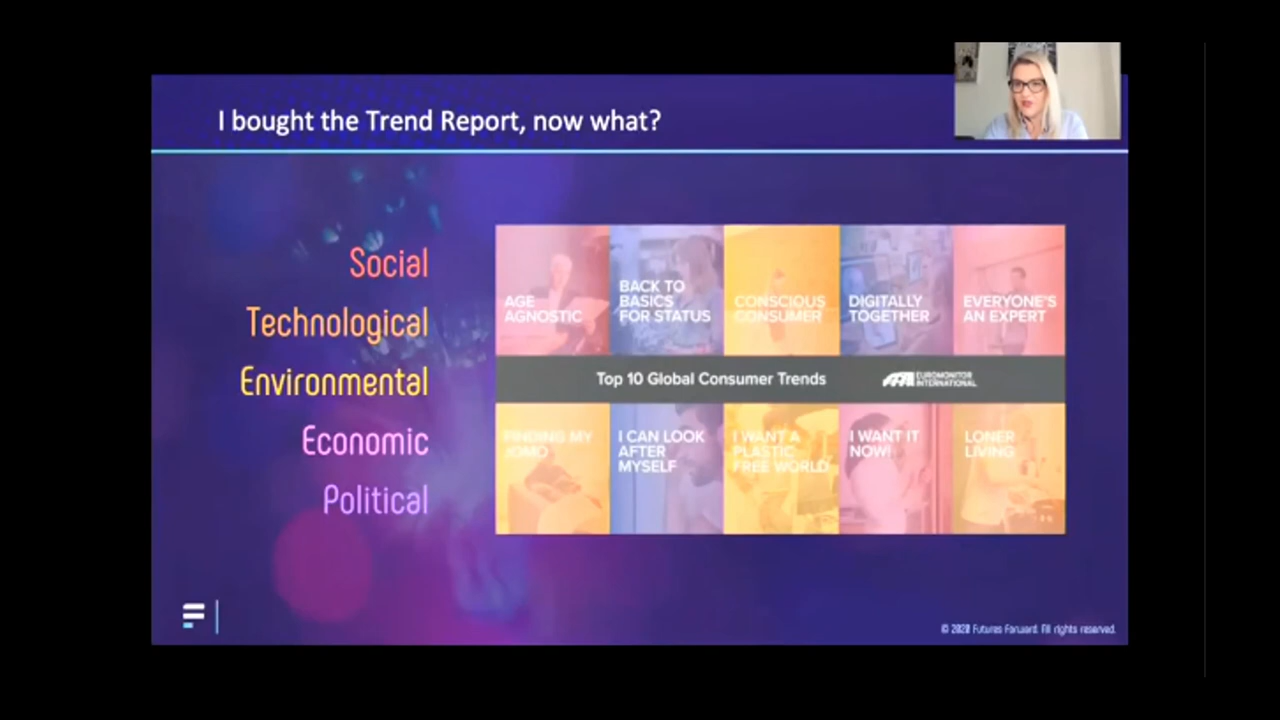 I bought the Trend Report, now what?
Social
Technological
Environmental
Economic
Political
AGE
AGNOSTIC
BACK TO
BASICS
FOR STATUS
CONSCIOUS
CONSUMER
DIGITALLY
TOGETHER
EVERYONE'S
AN EXPERT
Top 10 Global Consumer Trends
EUROMONITOR
INTERNATIONAL
FINDING MY
JOMO
I CAN LOOK
AFTER
MYSELF
I WANT A
PLASTIC
FREE WORLD
I WANT IT
NOW!
LONER
LIVING
© 2020 Futures Forward. All rights reserved.